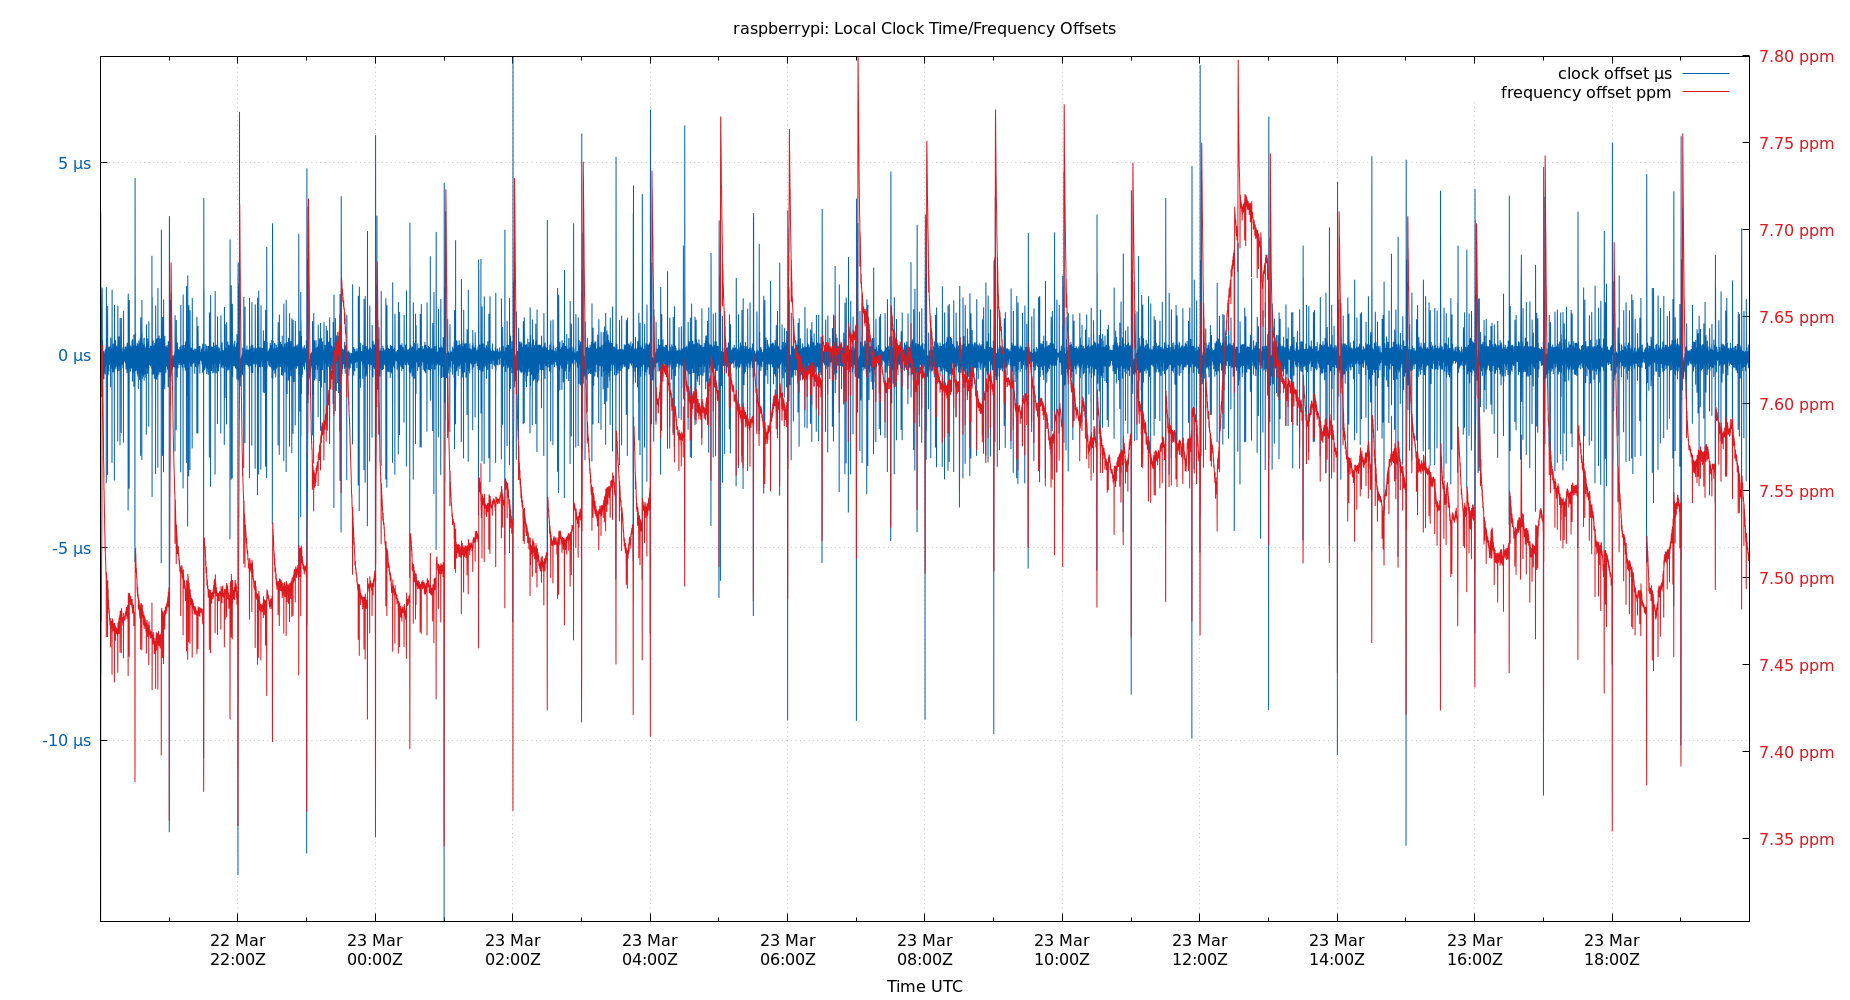 raspberrypi: Local Clock Time/Frequency Offsets
clock offset µs
frequency offset ppm
5 µs
0 µs
-5 µs
-10 µs
7.80 ppm
7.75 ppm
7.70 ppm
7.65 ppm
7.60 ppm
7.55 ppm
7.50 ppm
7.45 ppm
7.40 ppm
7.35 ppm
22 Mar 23 Mar 23 Mar 23 Mar 23 Mar 23 Mar 23 Mar 23 Mar 23 Mar 23 Mar 23 Mar
22:00Z 00:00Z 02:00Z 04:00Z 06:00Z 08:00Z 10:00Z 12:00Z 14:00Z 16:00Z 18:00Z
Time UTC